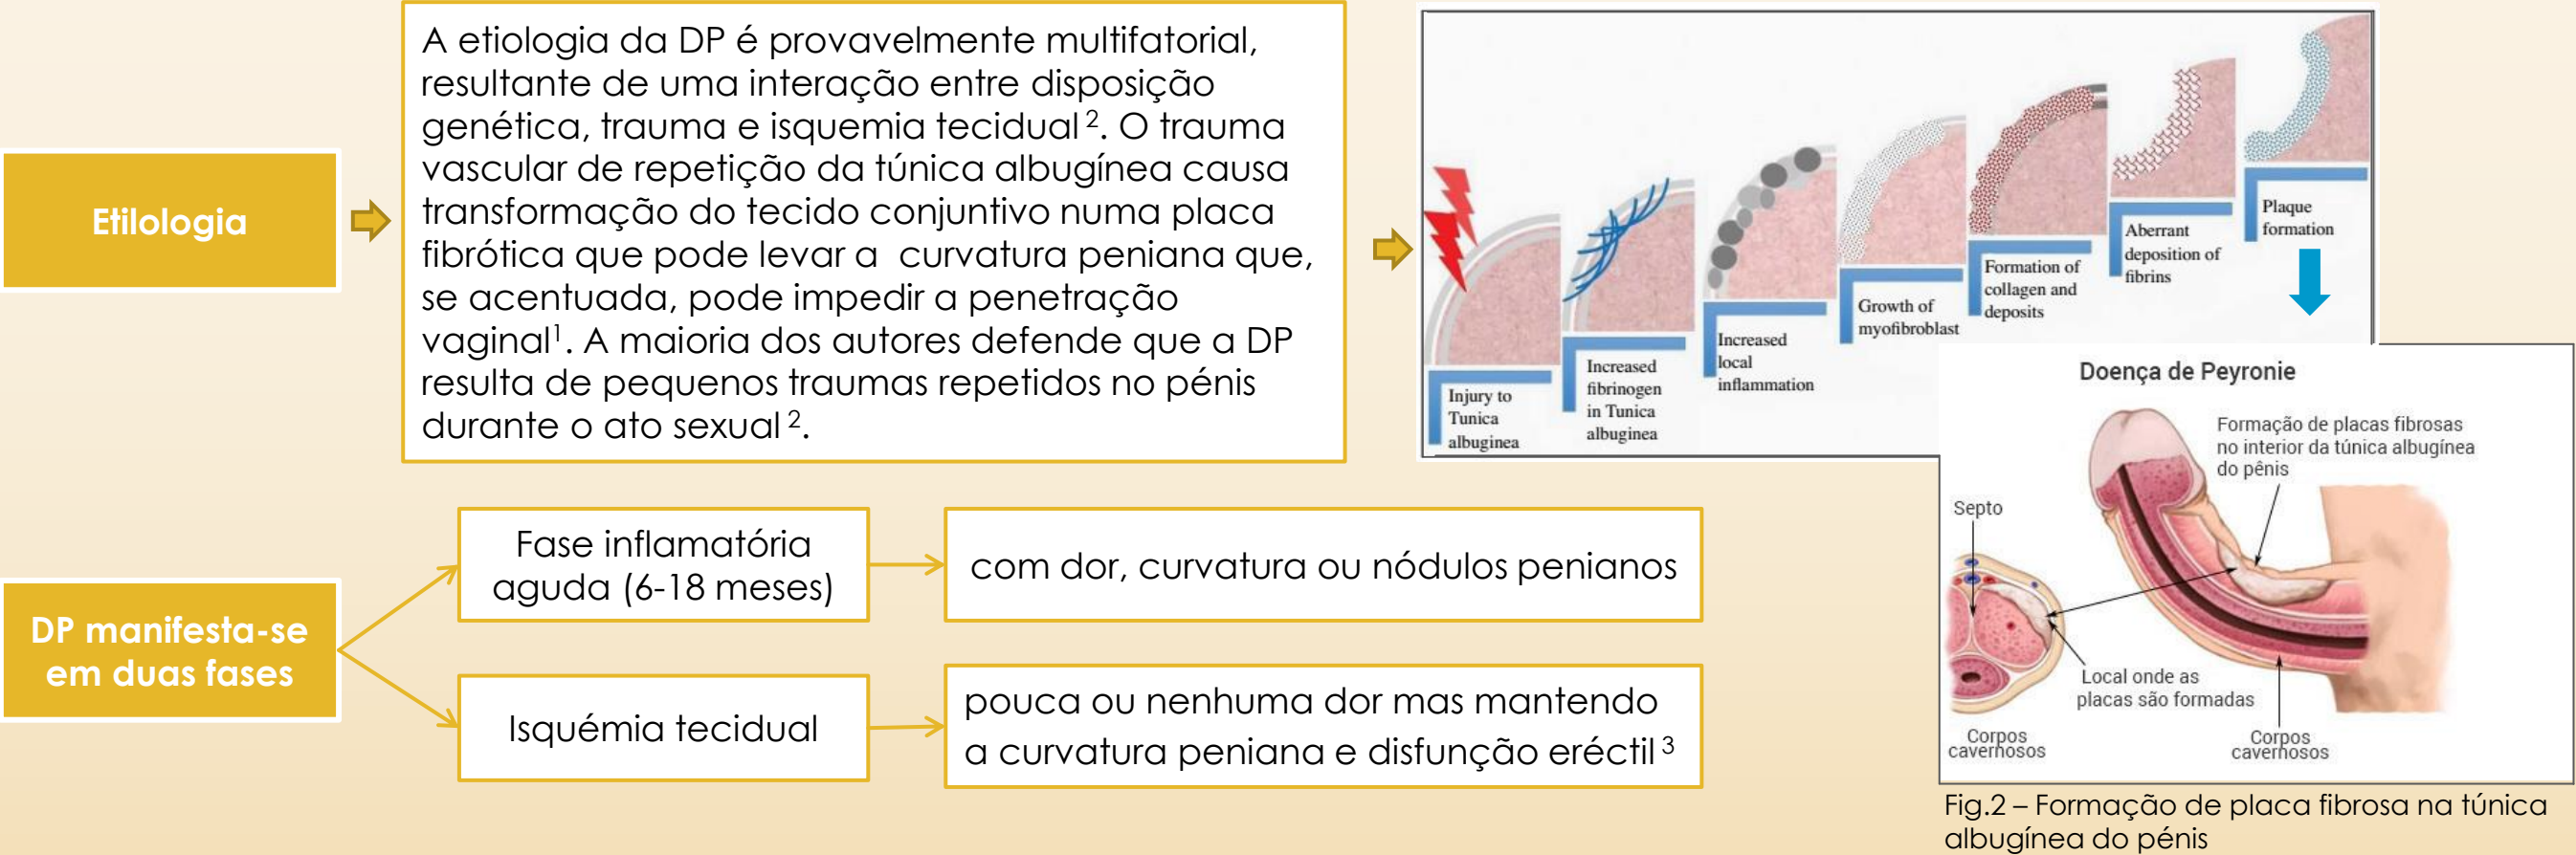 Etilologia
A etiologia da DP é provavelmente multifatorial,
resultante de uma interação entre disposição
genética, trauma e isquemia tecidual 2. O trauma
vascular de repetição da túnica albugínea causa
transformação do tecido conjuntivo numa placa
fibrótica que pode levar a curvatura peniana que,
se acentuada, pode impedir a penetração
vaginal1. A maioria dos autores defende que a DP
resulta de pequenos traumas repetidos no pénis
durante o ato sexual 2.
Injury to
Tunica
albuginea
Increased
fibrinogen
in Tunica
albuginea
Increased
local
inflammation
Growth of
myofibroblast
Formation of
collagen and
deposits
Aberrant
deposition of
fibrins
Plaque
formation
DP manifesta-se
em duas fases
Fase inflamatória
aguda (6-18 meses)
com dor, curvatura ou nódulos penianos
Isquémia tecidual
pouca ou nenhuma dor mas mantendo
a curvatura peniana e disfunção eréctil 3
Doença de Peyronie
Formação de placas fibrosas
no interior da túnica albugínea
do pênis
Septo
Local onde as
placas são formadas
Corpos
cavernosos
Corpos
cavernosos
Fig.2 – Formação de placa fibrosa na túnica
albugínea do pénis